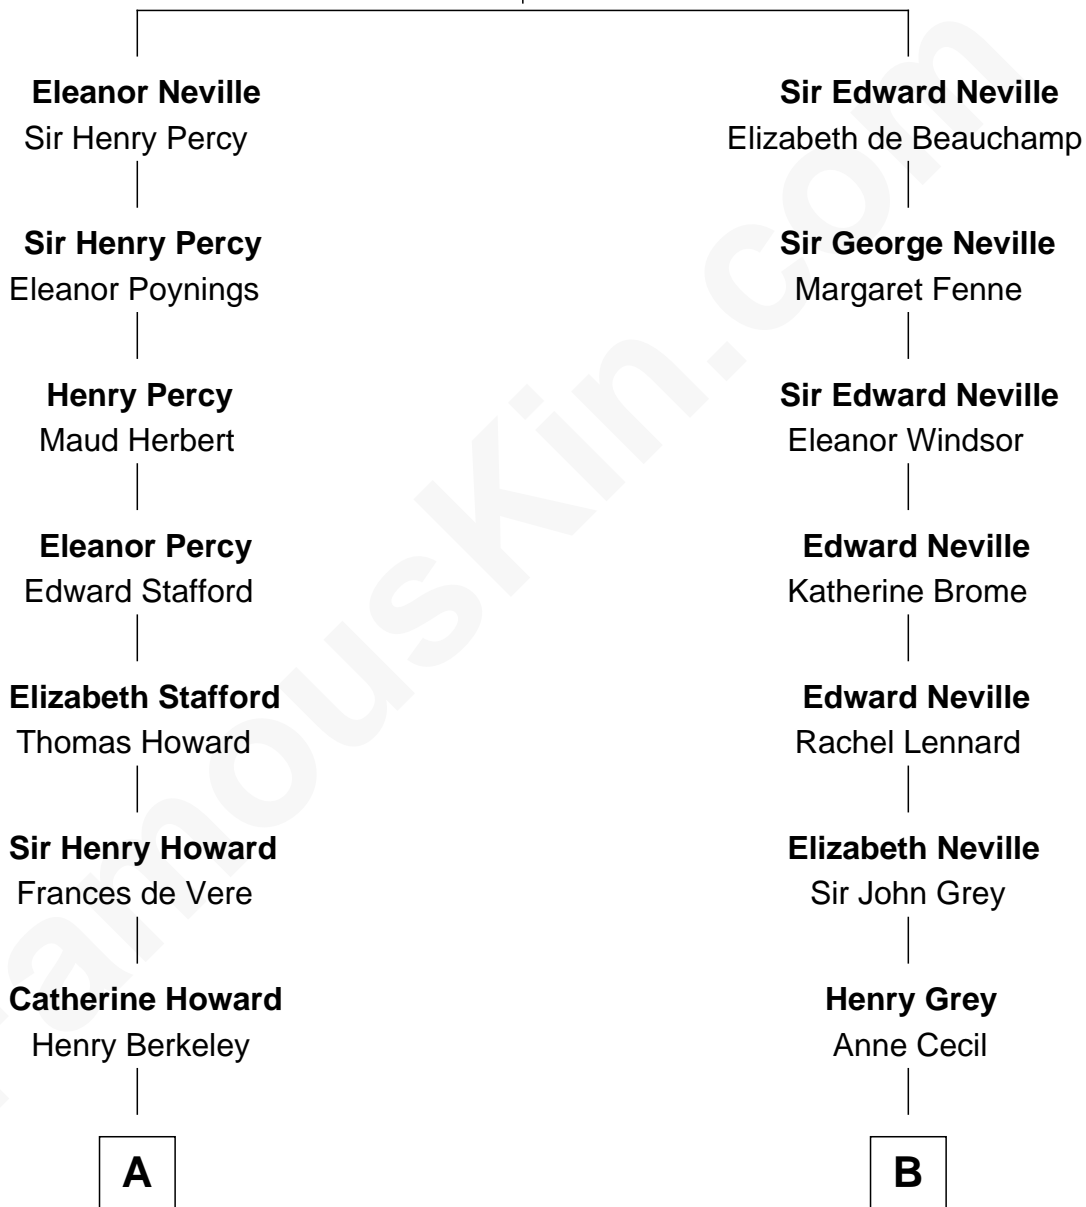 Eleanor Neville
Sir Henry Percy
Sir Edward Neville
Elizabeth de Beauchamp
Sir Henry Percy
Eleanor Poynings
Sir George Neville
Margaret Fenne
Henry Percy
Maud Herbert
Sir Edward Neville
Eleanor Windsor
Eleanor Percy
Edward Stafford
Edward Neville
Katherine Brome
Elizabeth Stafford
Thomas Howard
Edward Neville
Rachel Lennard
Sir Henry Howard
Frances de Vere
Elizabeth Neville
Sir John Grey
Catherine Howard
Henry Berkeley
Henry Grey
Anne Cecil
A
B
FamousKin.com